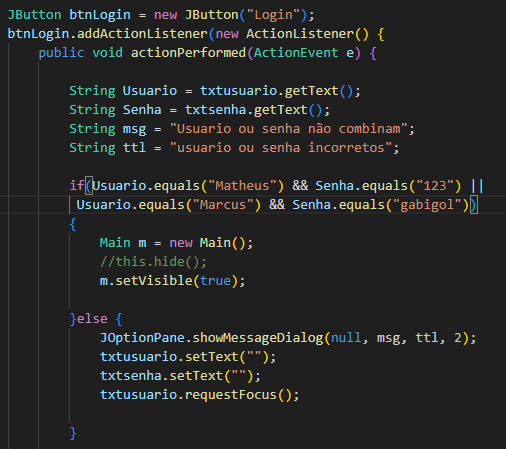 JButton btnLogin = new JButton("Login");
btnLogin.addActionListener(new ActionListener() {
public void actionPerformed(ActionEvent e) {
String Usuario = txtusuario.getText();
String Senha = txtsenha.getText();
String msg = "Usuario ou senha não combinam";
String ttl = "usuario ou senha incorretos";
if(Usuario.equals("Matheus") && Senha.equals("123") ||
Usuario.equals("Marcus") && Senha.equals("gabigol"))
{
Main m = new Main();
//this.hide();
m.setVisible(true);
}else {
JOptionPane.showMessageDialog(null, msg, ttl, 2);
txtusuario.setText("");
txtsenha.setText("");
txtusuario.requestFocus();
}